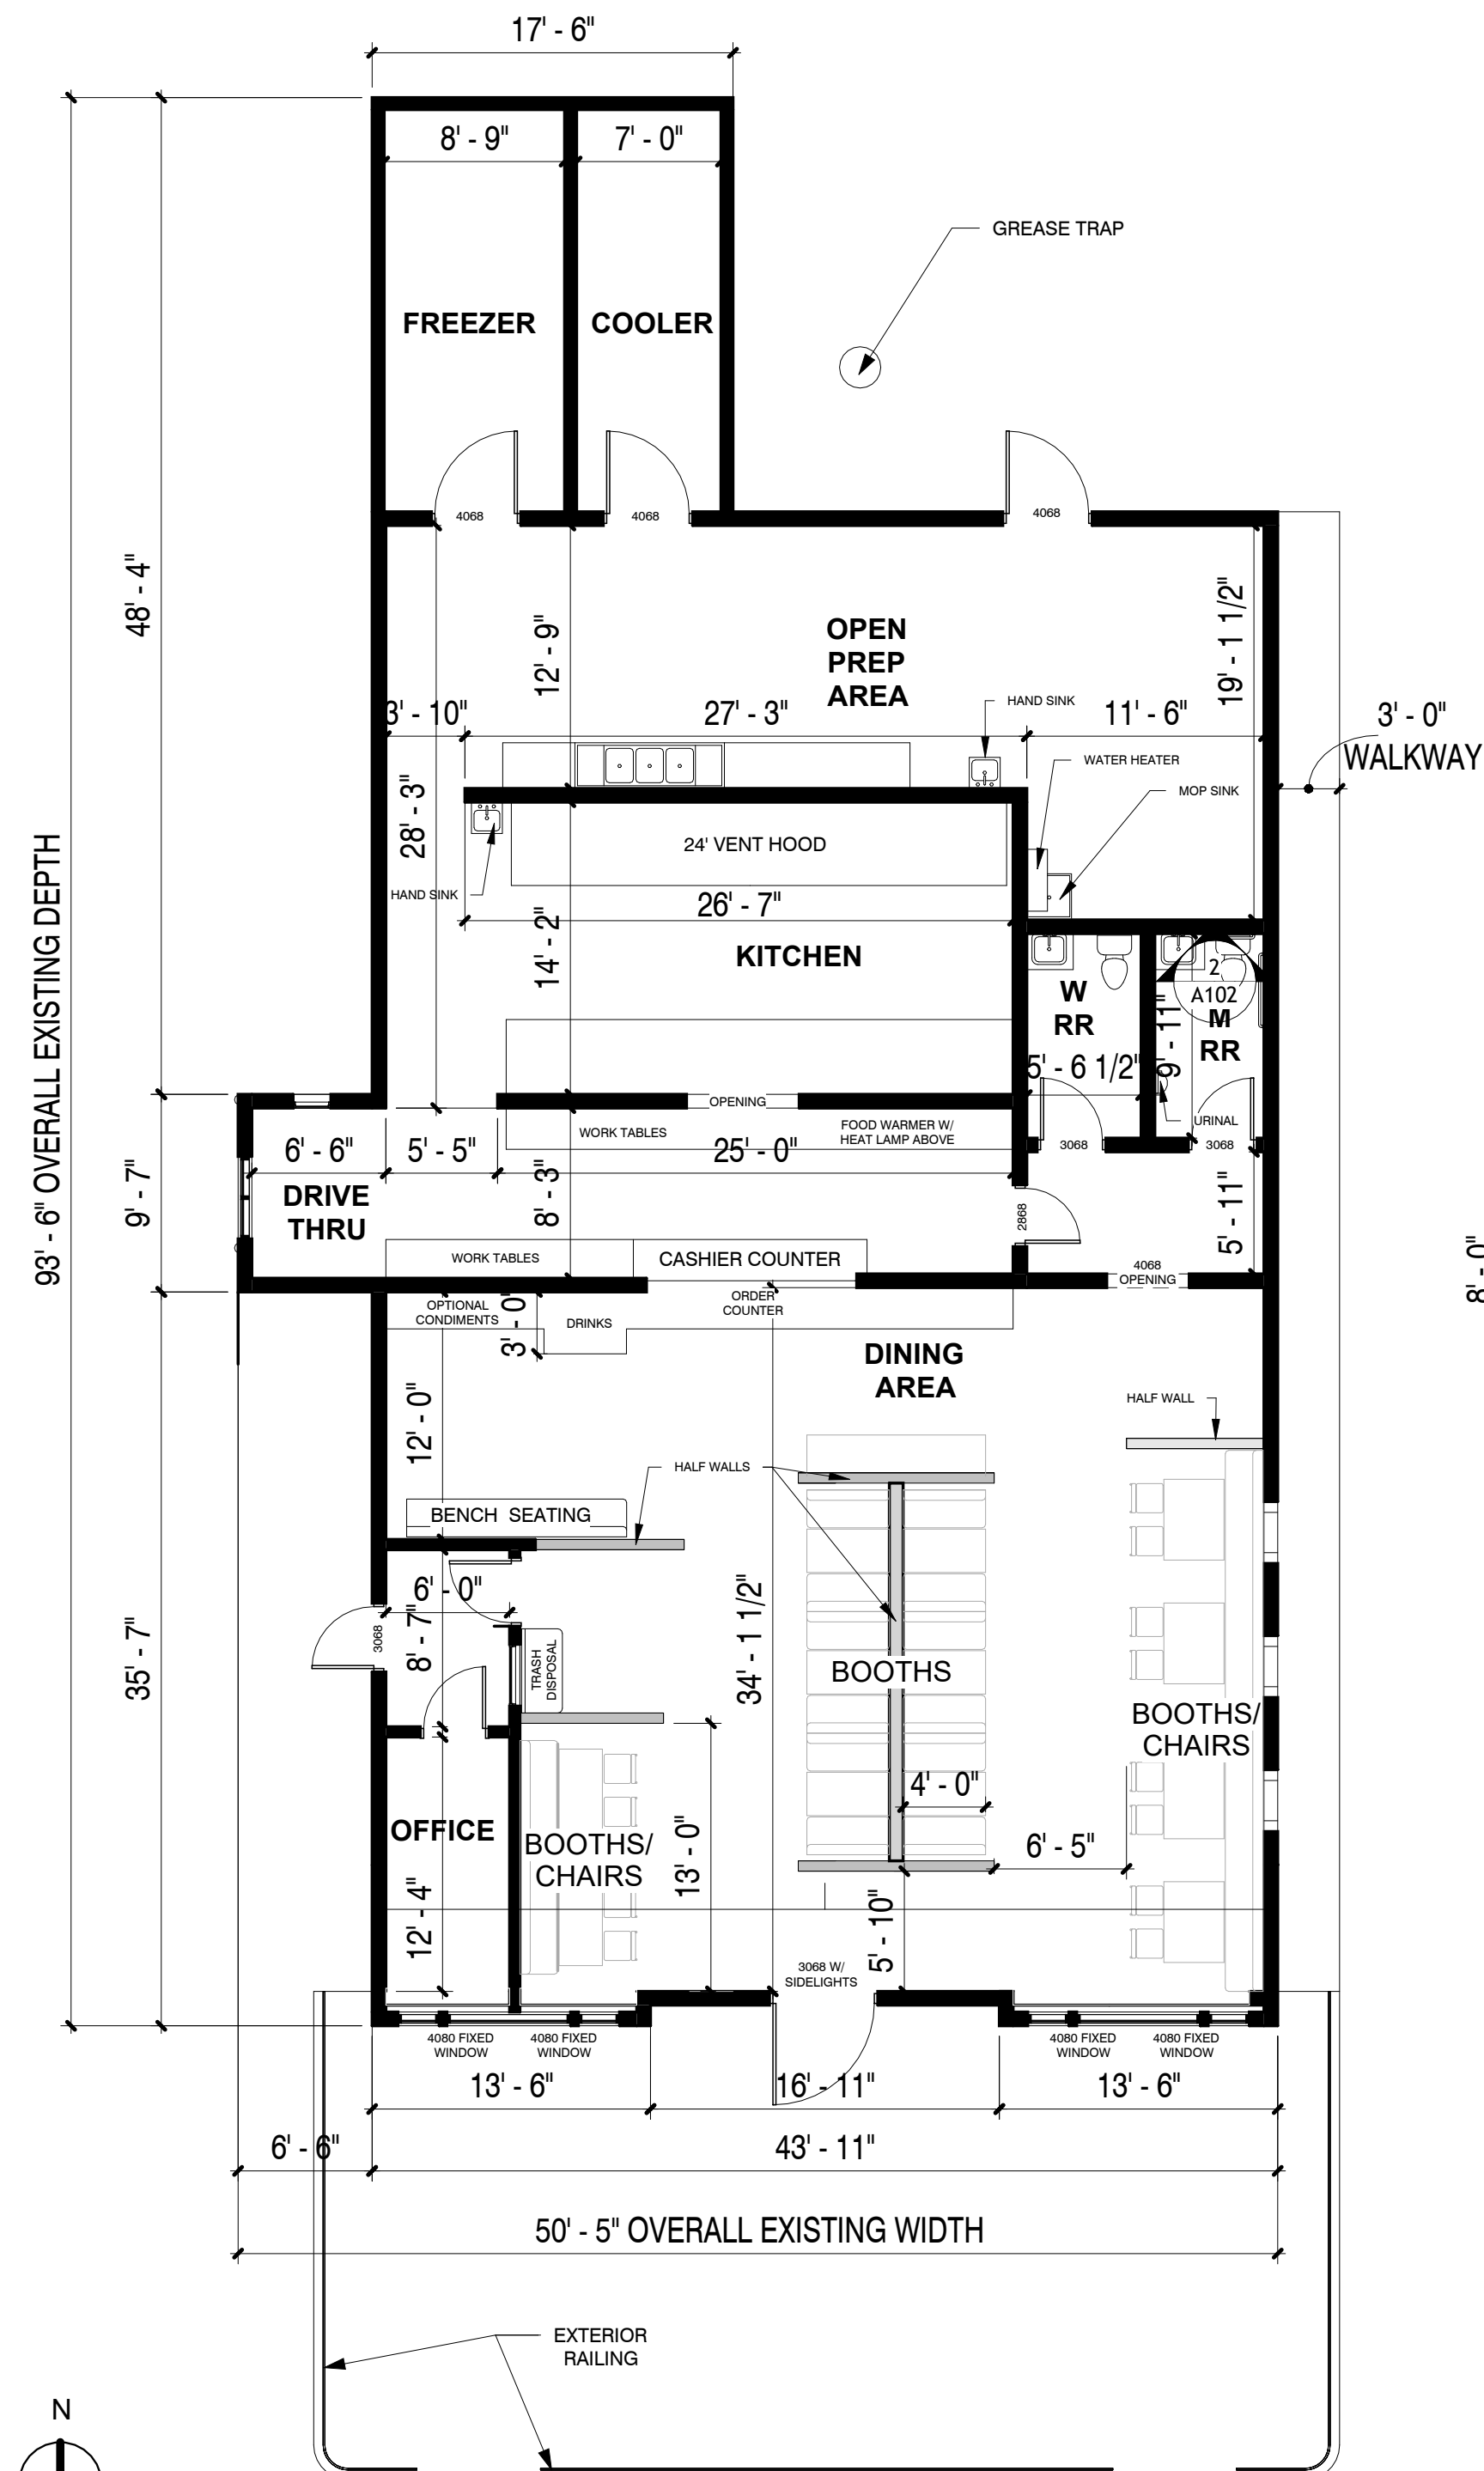 17' - 6"
8' - 9"
7' - 0"
GREASE TRAP
FREEZER
COOLER
4068
4068
4068
48' - 4"
12' - 9"
19' - 1 1/2"
OPEN
PREP
AREA
3' - 10"
27' - 3"
HAND SINK
11' - 6"
3' - 0"
WALKWAY
WATER HEATER
MOP SINK
28' - 3"
24' VENT HOOD
HAND SINK
26' - 7"
14' - 2"
KITCHEN
93' - 6" OVERALL EXISTING DEPTH
W
RR
2
A102
M
RR
9' - 11"
5' - 6 1/2"
OPENING
WORK TABLES
FOOD WARMER W/
HEAT LAMP ABOVE
URINAL
3068
3068
6' - 6"
5' - 5"
25' - 0"
9' - 7"
DRIVE
THRU
8' - 3"
2868
5' - 11"
8' - 0"
WORK TABLES
CASHIER COUNTER
4068
OPENING
OPTIONAL
CONDIMENTS
3' - 0"
DRINKS
ORDER
COUNTER
DINING
AREA
12' - 0"
HALF WALL
HALF WALLS
BENCH SEATING
6' - 0"
8' - 7"
3068
TRASH
DISPOSAL
34' - 1 1/2"
35' - 7"
BOOTHS
BOOTHS/
CHAIRS
4' - 0"
OFFICE
BOOTHS/
CHAIRS
13' - 0"
6' - 5"
12' - 4"
5' - 10"
3068 W/
SIDELIGHTS
4080 FIXED
WINDOW
4080 FIXED
WINDOW
4080 FIXED
WINDOW
4080 FIXED
WINDOW
13' - 6"
16' - 11"
13' - 6"
6' - 6"
43' - 11"
50' - 5" OVERALL EXISTING WIDTH
EXTERIOR
RAILING
N